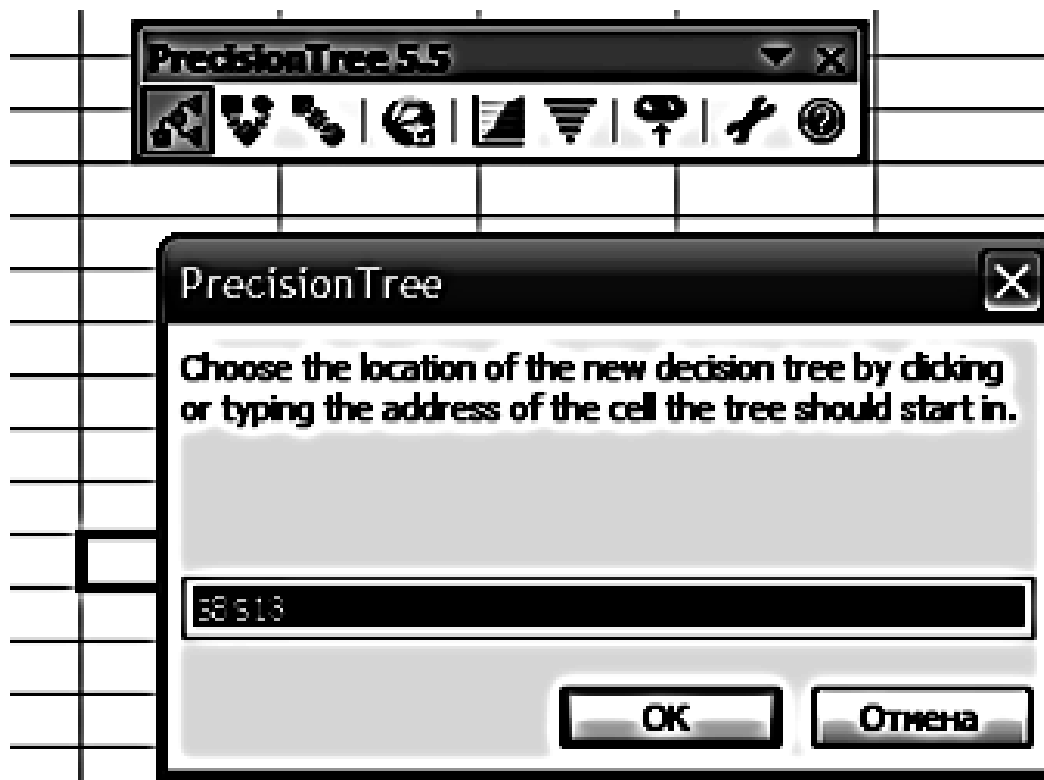 PrecisionTree 5.5
PrecisionTree
Choose the location of the new decision tree by clicking
or typing the address of the cell the tree should start in.
OK
Отмена